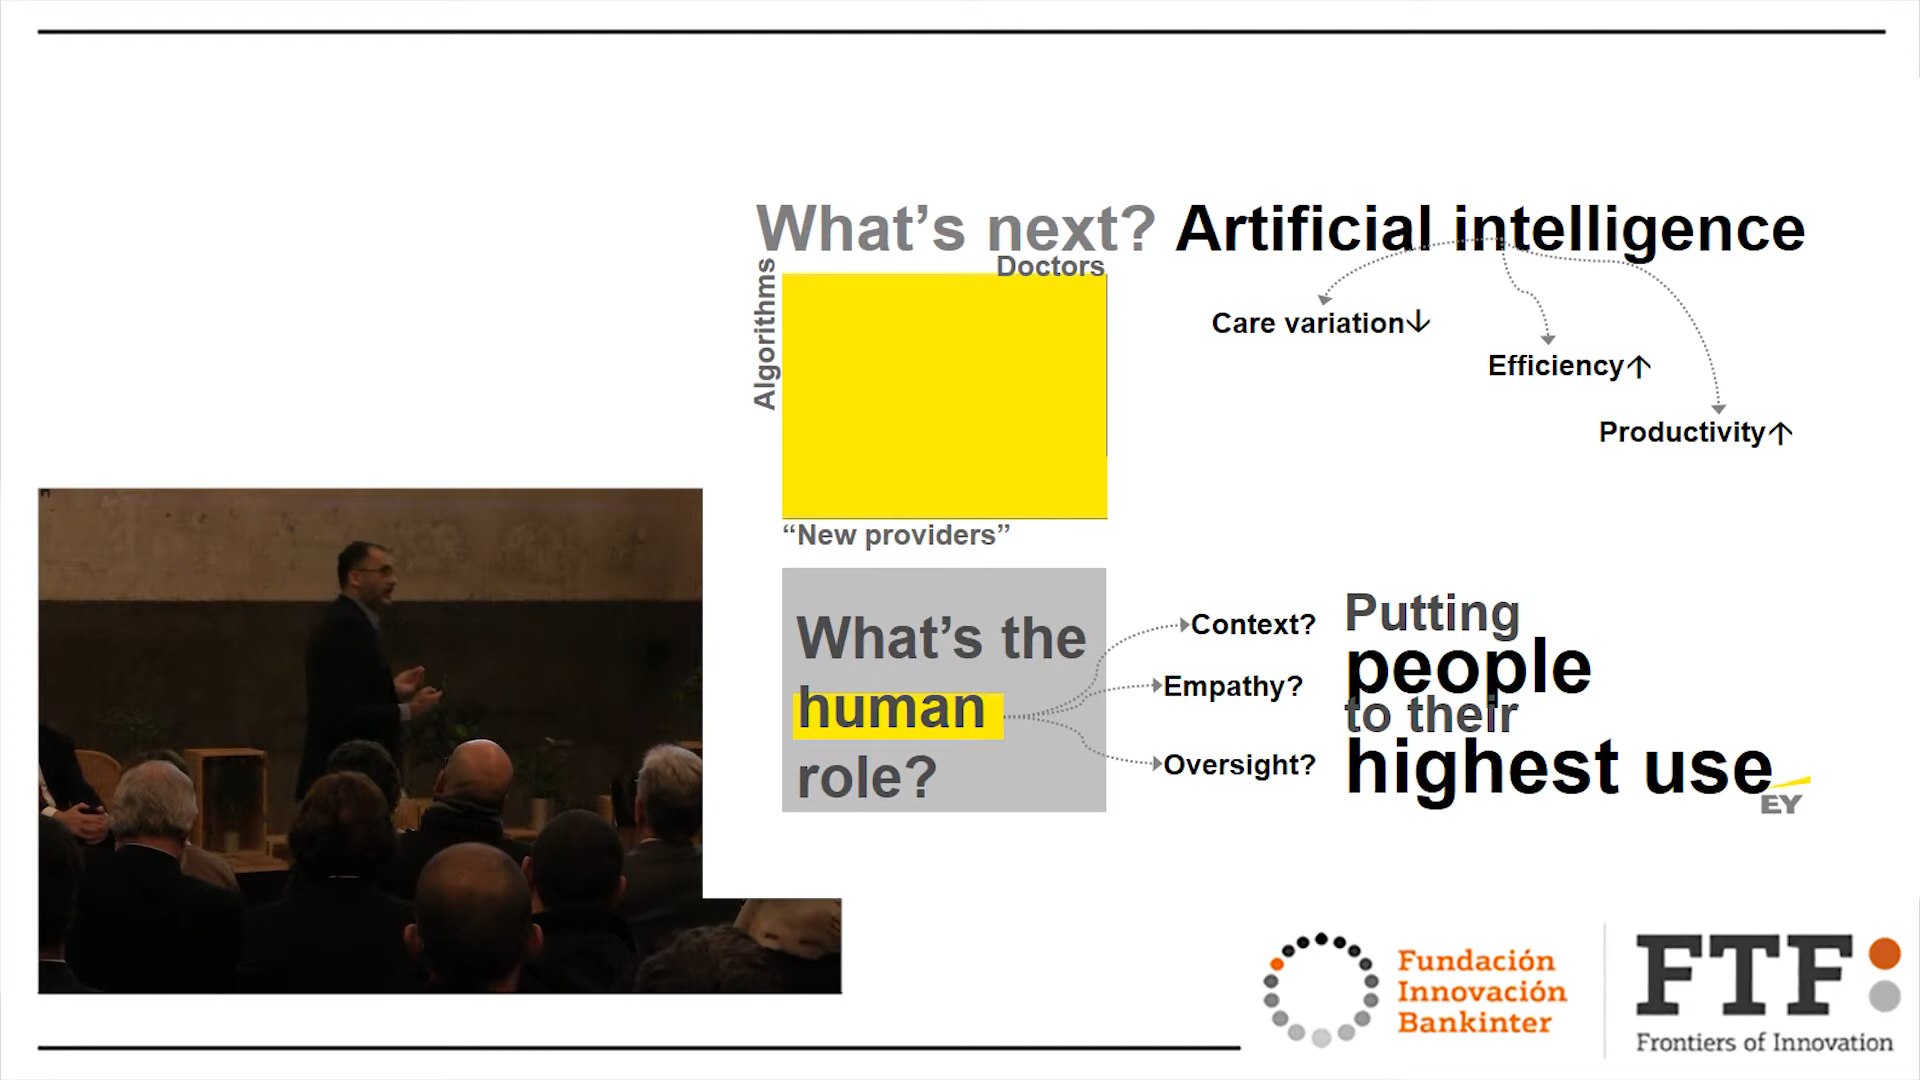 What’s next? Artificial intelligence
Doctors
Algorithms
Care variation↓
Efficiency↑
Productivity↑
“New providers”
What’s the
human
role?
Context?
Empathy?
Oversight?
Putting
people
to their
highest use
EY
Fundación
Innovación
Bankinter
FTF:
Frontiers of Innovation